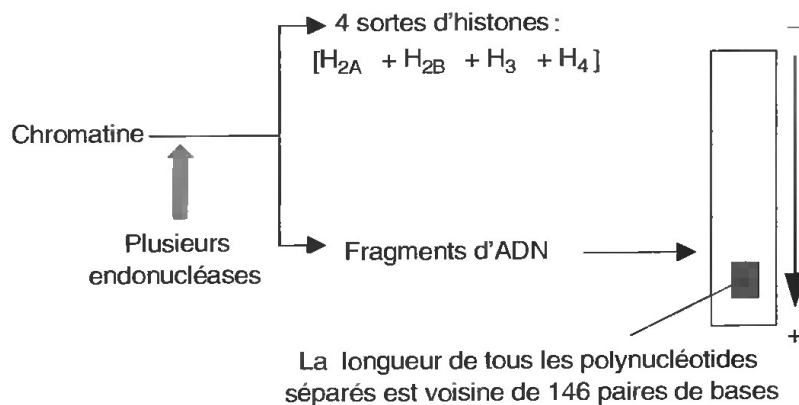 4 sortes d'histones :
[H2A + H2B + H3 + H4]
–
Chromatine
Plusieurs
endonucléases
Fragments d'ADN
+
La longueur de tous les polynucléotides
séparés est voisine de 146 paires de bases